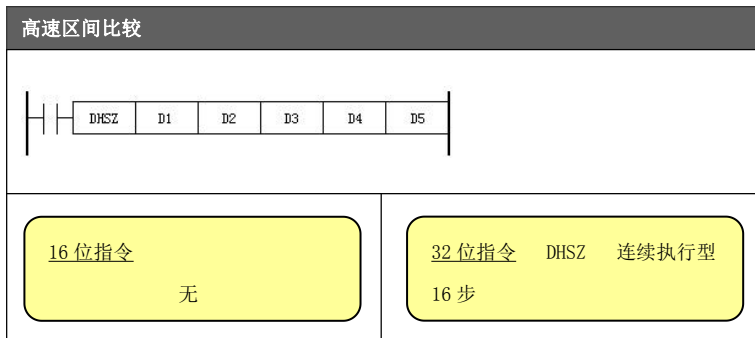 高速区间比较
DHSZ D1 D2 D3 D4 D5
16 位指令
无
32 位指令 DHSZ 连续执行型
16 步